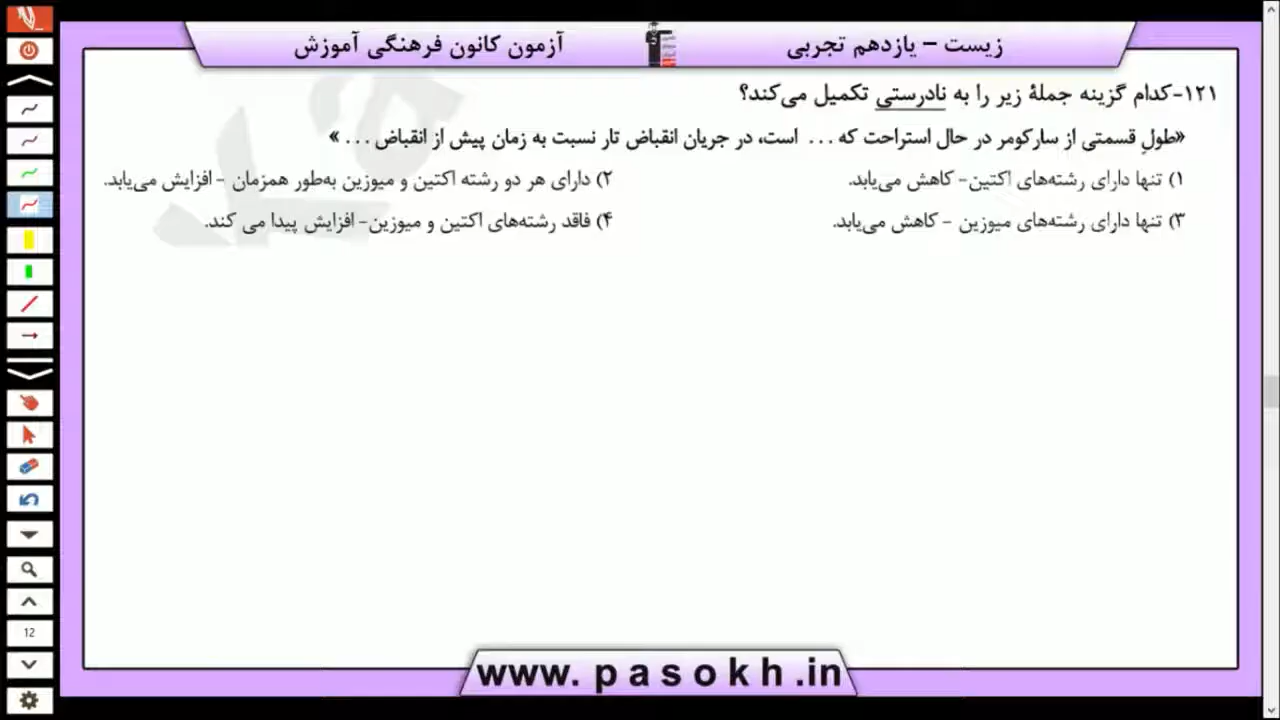 زیست – یازدهم تجربی
آزمون کانون فرهنگی آموزش
۱۲۱-کدام گزینه جملهٔ زیر را به نادرستی تکمیل می‌کند؟
«طولِ قسمتی از سارکومر در حال استراحت که ... است، در جریان انقباض تار نسبت به زمان پیش از انقباض ... »
۱) تنها دارای رشته‌های اکتین- کاهش می‌یابد.
۲) دارای هر دو رشته اکتین و میوزین به‌طور همزمان – افزایش می‌یابد.
۳) تنها دارای رشته‌های میوزین – کاهش می‌یابد.
۴) فاقد رشته‌های اکتین و میوزین- افزایش پیدا می کند.
12
www. pasokh .in